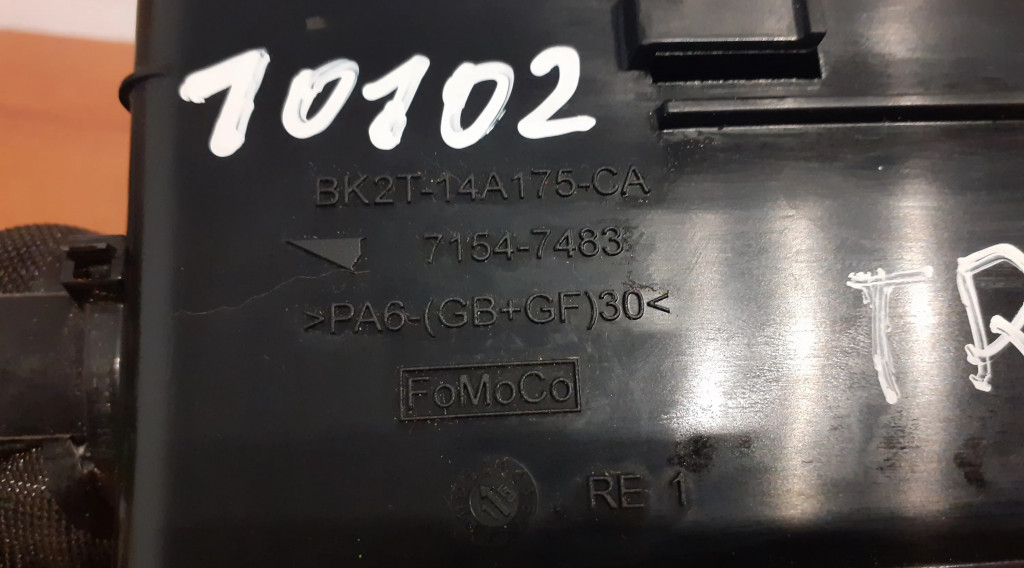 10102
BK2T-14A175-CA
7154-7483
>PA6-(GB+GF)30<
FoMoCo
RE 1